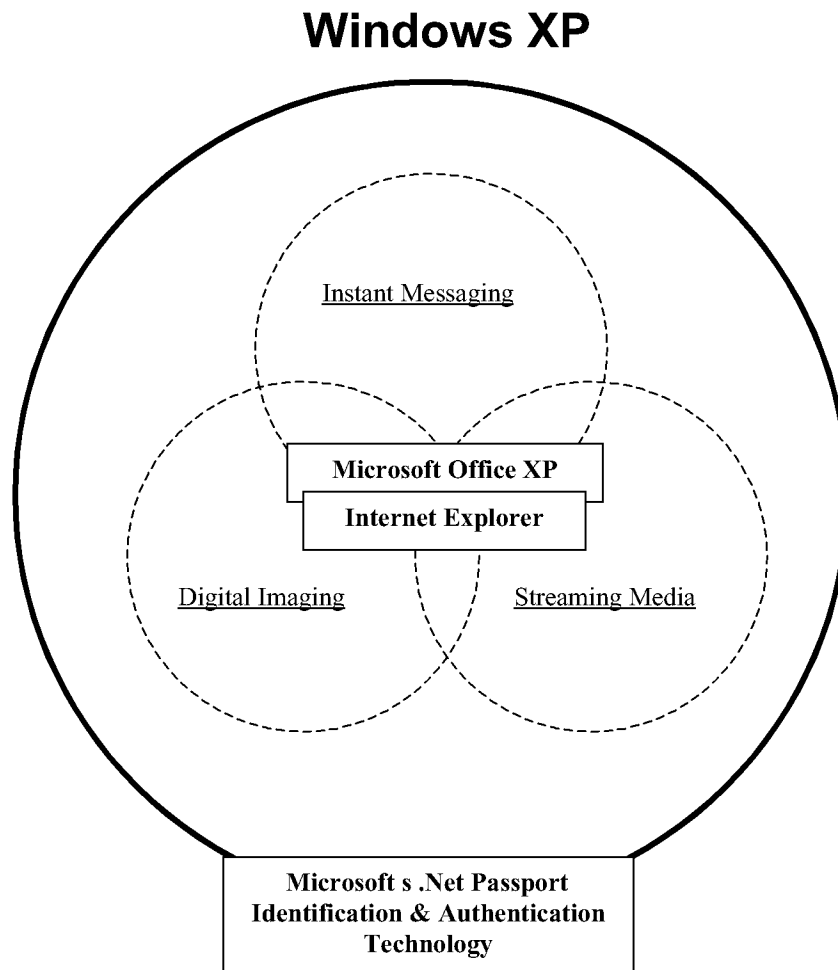 Windows XP
Instant Messaging
Microsoft Office XP
Internet Explorer
Digital Imaging
Streaming Media
Microsoft s .Net Passport
Identification & Authentication
Technology